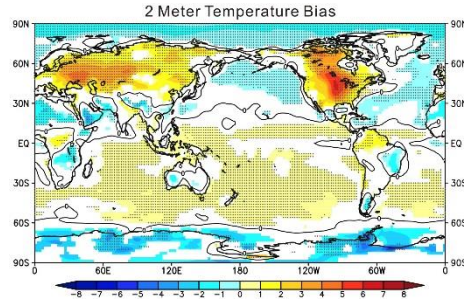 2 Meter Temperature Bias
90N
60N
30N
EQ
30S
60S
90S
90N
60N
30N
EQ
30S
60S
90S
0 60E 120E 180 120W 60W 0
-8 -7 -6 -5 -4 -3 -2 -1 0 1 2 3 4 5 6 7 8